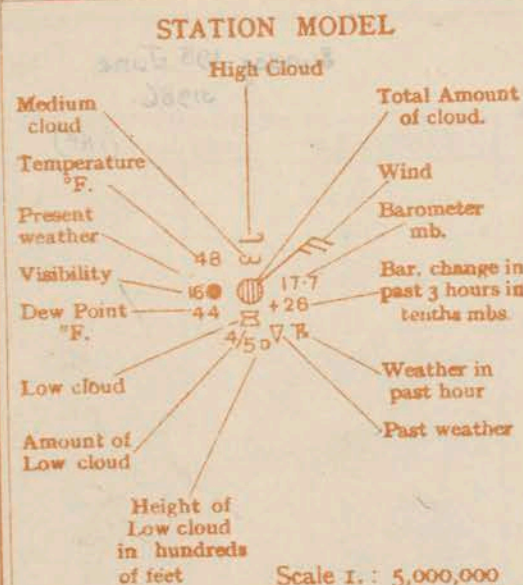 STATION MODEL
High Cloud
Medium
cloud
Total Amount
of cloud.
Temperature
°F.
Wind
Present
weather
Barometer
mb.
48
Visibility
16
17·7
Bar. change in
past 3 hours in
tenths mbs.
+26
Dew Point
°F.
44
4/5
Low cloud
Weather in
past hour
Amount of
Low cloud
Past weather
Height of
Low cloud
in hundreds
of feet
Scale 1. : 5,000,000